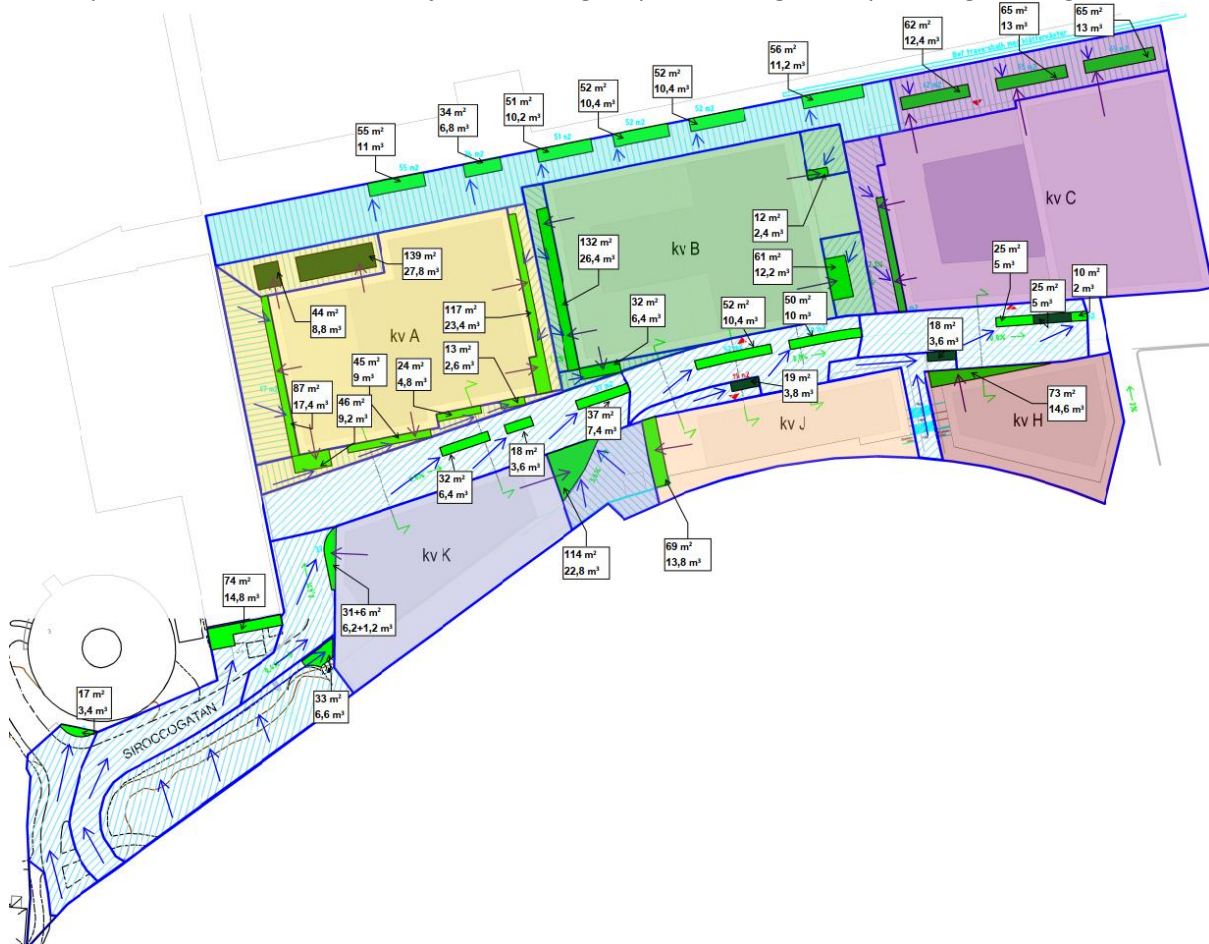 65 m²
13 m³
65 m²
13 m³
62 m²
12,4 m³
56 m²
11,2 m³
52 m²
10,4 m³
52 m²
10,4 m³
51 m²
10,2 m³
34 m²
6,8 m³
55 m²
11 m³
55 m2
51 m2
52 m2
52 m2
kv C
kv B
kv A
12 m²
2,4 m³
61 m²
12,2 m³
132 m²
26,4 m³
139 m²
27,8 m³
44 m²
8,8 m³
117 m²
23,4 m³
32 m²
6,4 m³
52 m²
10,4 m³
50 m²
10 m³
25 m²
5 m³
25 m²
5 m³
10 m²
2 m³
18 m²
3,6 m³
13 m²
2,6 m³
24 m²
4,8 m³
45 m²
9 m³
46 m²
9,2 m³
87 m²
17,4 m³
37 m²
7,4 m³
19 m²
3,8 m³
kv J
kv H
73 m²
14,6 m³
2%
32 m²
6,4 m³
18 m²
3,6 m³
kv K
114 m²
22,8 m³
69 m²
13,8 m³
31+6 m²
6,2+1,2 m³
74 m²
14,8 m³
33 m²
6,6 m³
17 m²
3,4 m³
SIROCCOGATAN